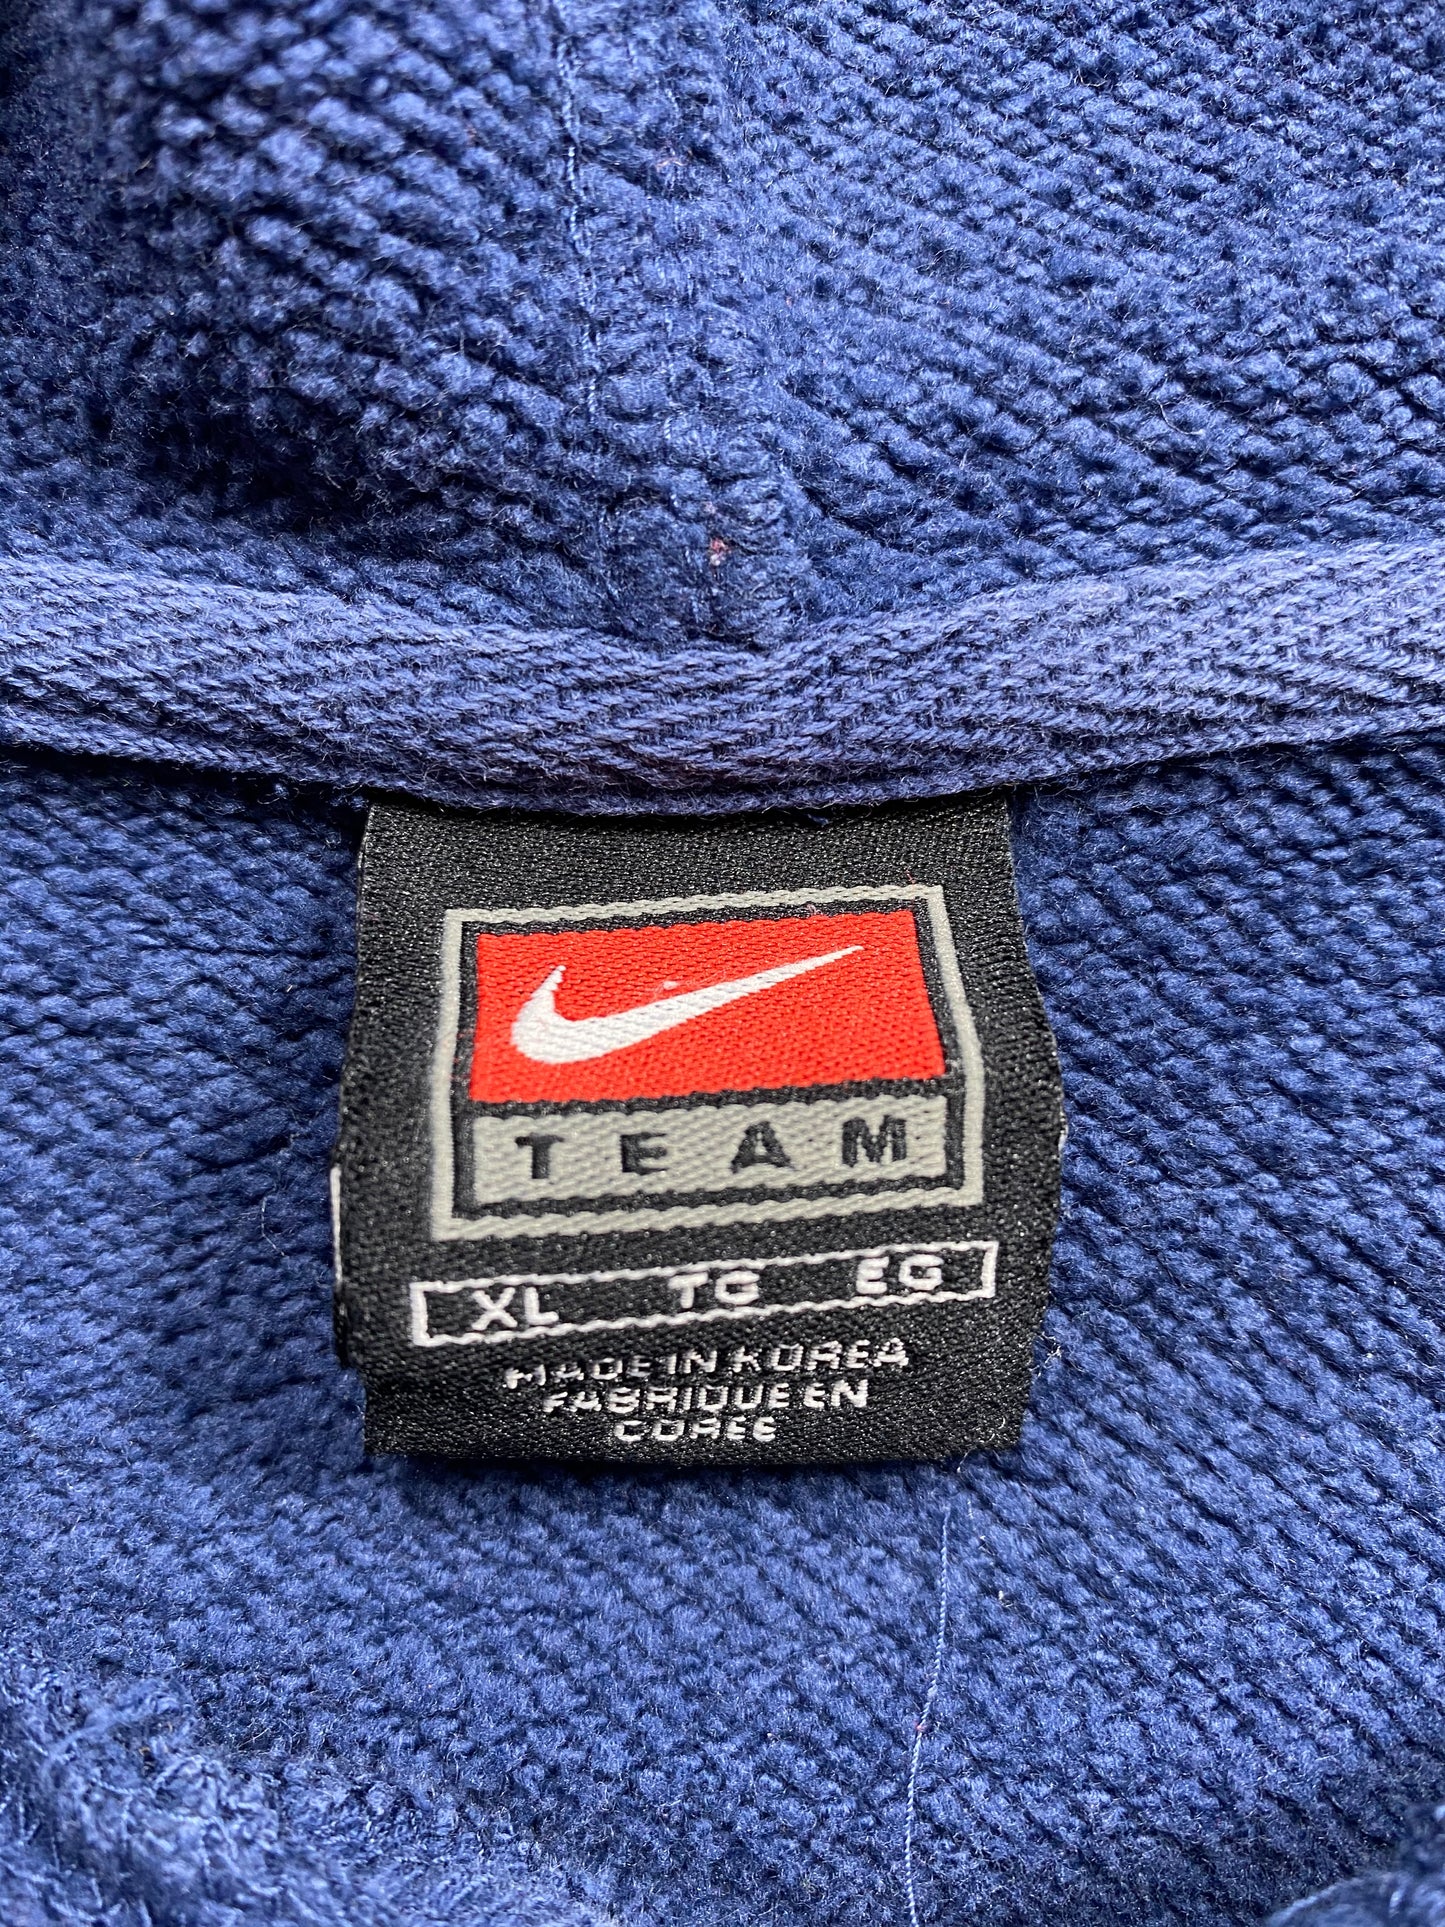 TEAM
XL TG EG
MADE IN KOREA
FABRIQUE EN
COREE